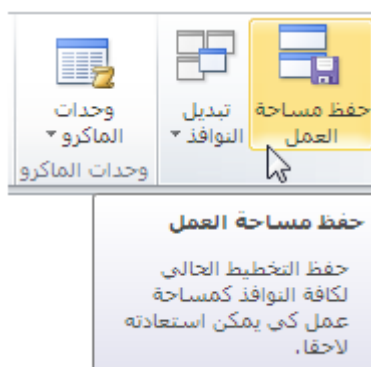 حفظ مساحة
العمل
تبديل
النوافذ
وحدات
الماكرو
وحدات الماكرو
حفظ مساحة العمل
حفظ التخطيط الحالي
لكافة النوافذ كمساحة
عمل كي يمكن استعادته
لاحقا.